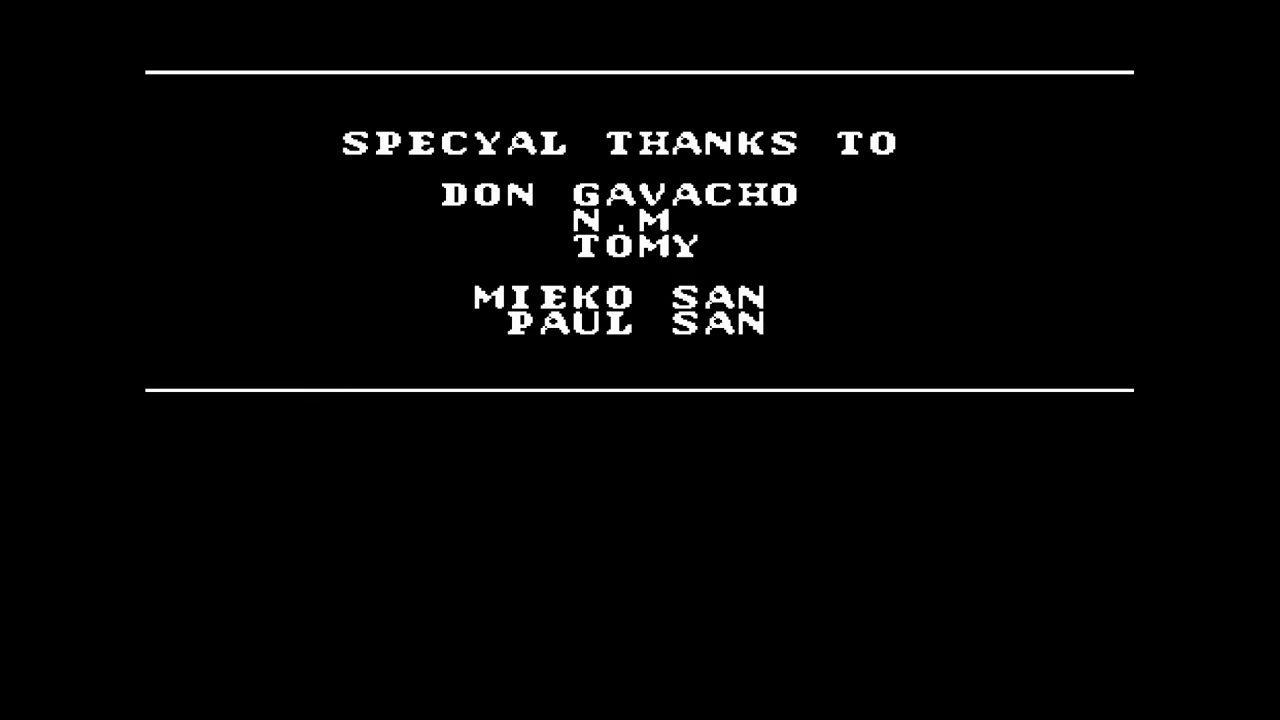 SPECYAL THANKS TO
DON GAVACHO
N.M
TOMY
MIEKO SAN
PAUL SAN